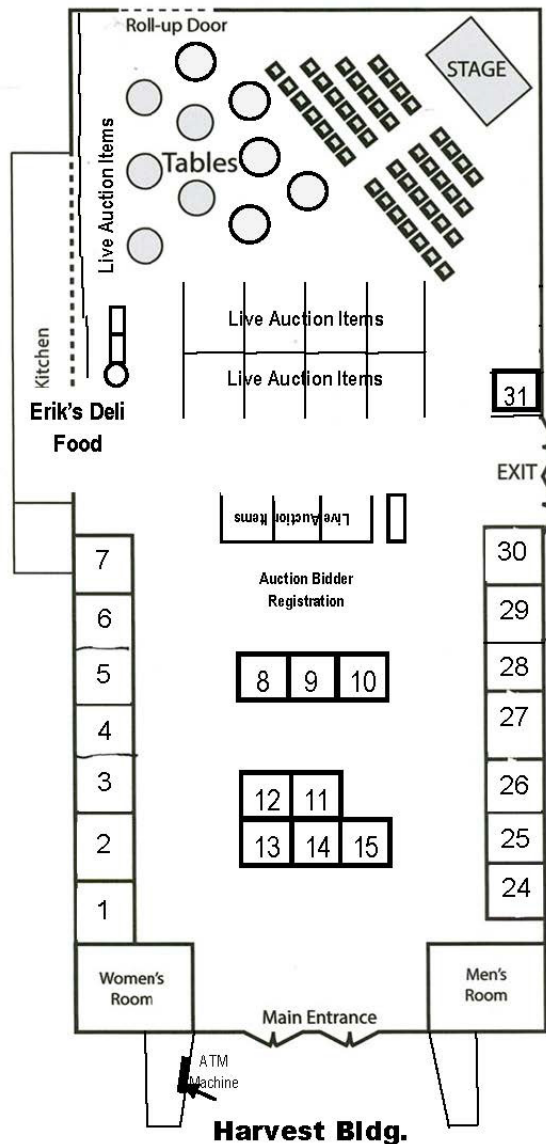 Roll-up Door
STAGE
Live Auction Items
Tables
Live Auction Items
Live Auction Items
Kitchen
31
Erik's Deli
Food
EXIT
Live Auction Items
7
30
Auction Bidder
Registration
6
29
5
8
9
10
28
4
27
3
12
11
26
2
13
14
15
25
1
24
Women's
Room
Men's
Room
Main Entrance
ATM
Machine
Harvest Bldg.